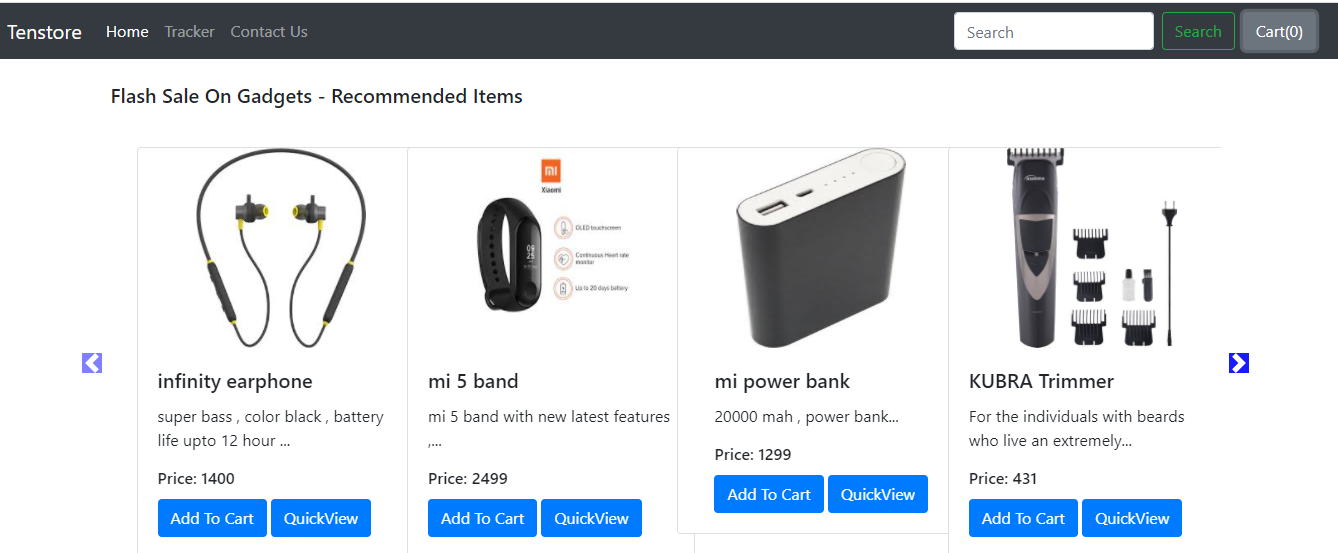 Tenstore Home Tracker Contact Us Search Search Cart(0)
Flash Sale On Gadgets - Recommended Items
mi
Xiaomi
OLED touchscreen
09
25
Continuous Heart rate
monitor
Up to 20 days battery
infinity earphone
super bass , color black , battery
life upto 12 hour ...
Price: 1400
Add To Cart QuickView
mi 5 band
mi 5 band with new latest features
,...
Price: 2499
Add To Cart QuickView
mi power bank
20000 mah , power bank...
Price: 1299
Add To Cart QuickView
KUBRA Trimmer
For the individuals with beards
who live an extremely...
Price: 431
Add To Cart QuickView